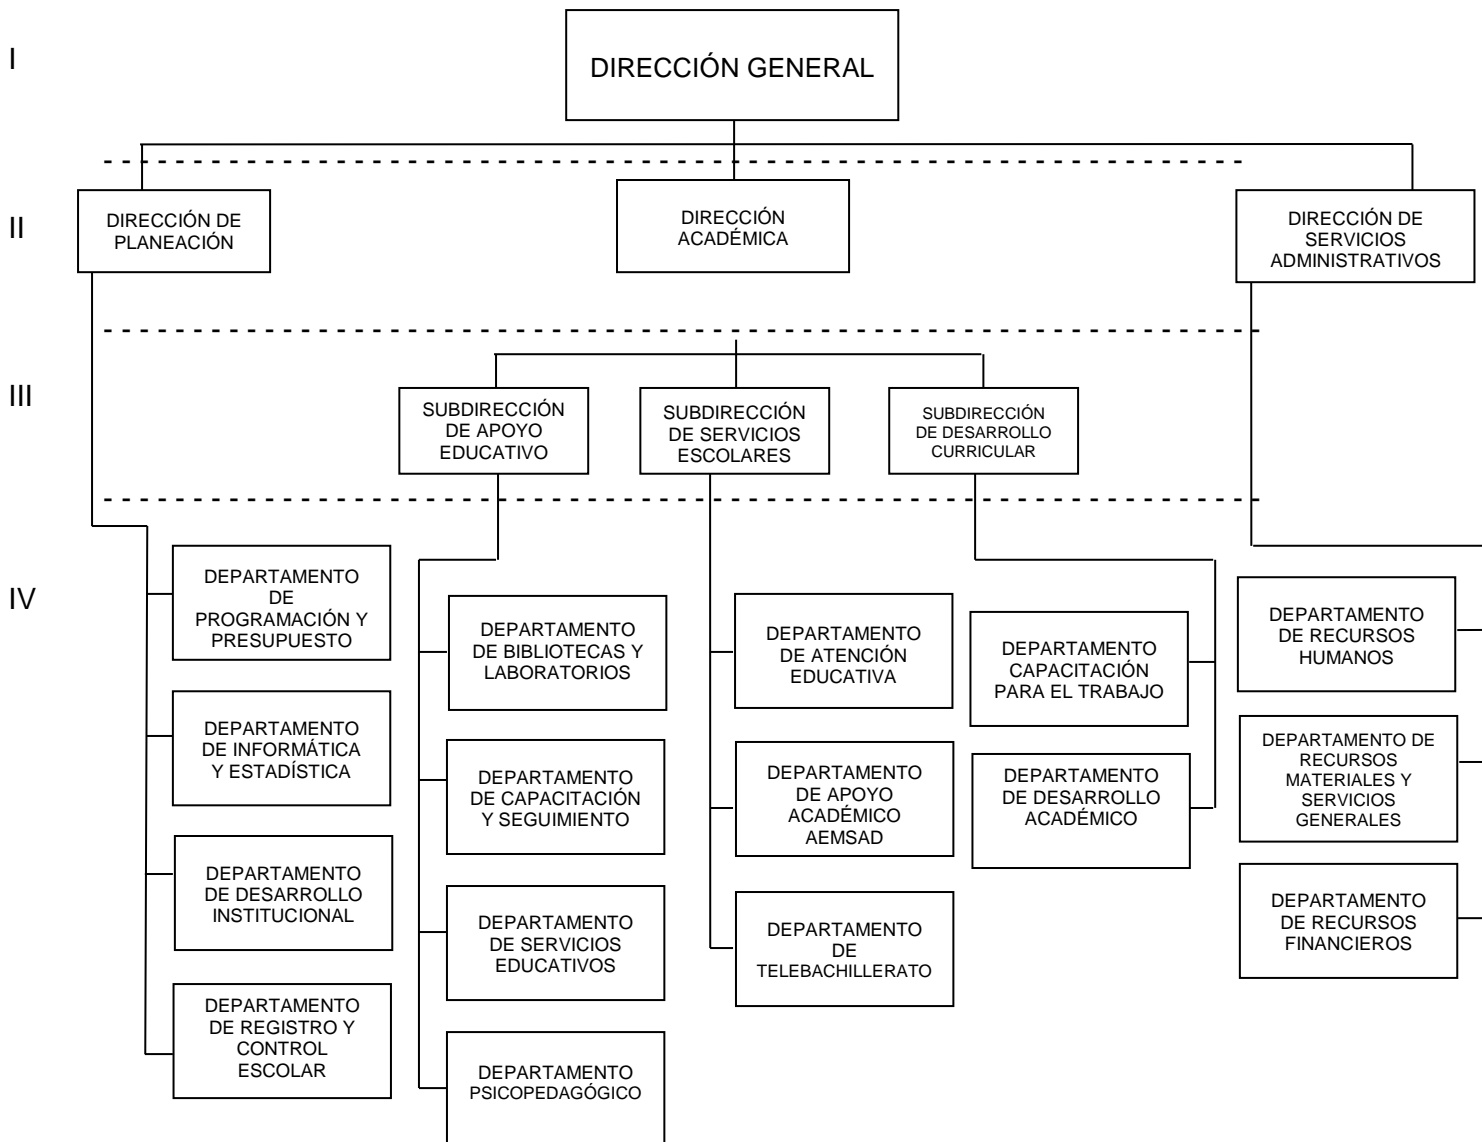 I
DIRECCIÓN GENERAL
II
DIRECCIÓN DE
PLANEACIÓN
DIRECCIÓN
ACADÉMICA
DIRECCIÓN DE
SERVICIOS
ADMINISTRATIVOS
III
SUBDIRECCIÓN
DE APOYO
EDUCATIVO
SUBDIRECCIÓN
DE SERVICIOS
ESCOLARES
SUBDIRECCIÓN
DE DESARROLLO
CURRICULAR
IV
DEPARTAMENTO
DE
PROGRAMACIÓN Y
PRESUPUESTO
DEPARTAMENTO
DE INFORMÁTICA
Y ESTADÍSTICA
DEPARTAMENTO
DE DESARROLLO
INSTITUCIONAL
DEPARTAMENTO
DE REGISTRO Y
CONTROL
ESCOLAR
DEPARTAMENTO
DE BIBLIOTECAS Y
LABORATORIOS
DEPARTAMENTO
DE CAPACITACIÓN
Y SEGUIMIENTO
DEPARTAMENTO
DE SERVICIOS
EDUCATIVOS
DEPARTAMENTO
PSICOPEDAGÓGICO
DEPARTAMENTO
DE ATENCIÓN
EDUCATIVA
DEPARTAMENTO
DE APOYO
ACADÉMICO
AEMSAD
DEPARTAMENTO
DE
TELEBACHILLERATO
DEPARTAMENTO
CAPACITACIÓN
PARA EL TRABAJO
DEPARTAMENTO
DE DESARROLLO
ACADÉMICO
DEPARTAMENTO
DE RECURSOS
HUMANOS
DEPARTAMENTO DE
RECURSOS
MATERIALES Y
SERVICIOS
GENERALES
DEPARTAMENTO
DE RECURSOS
FINANCIEROS